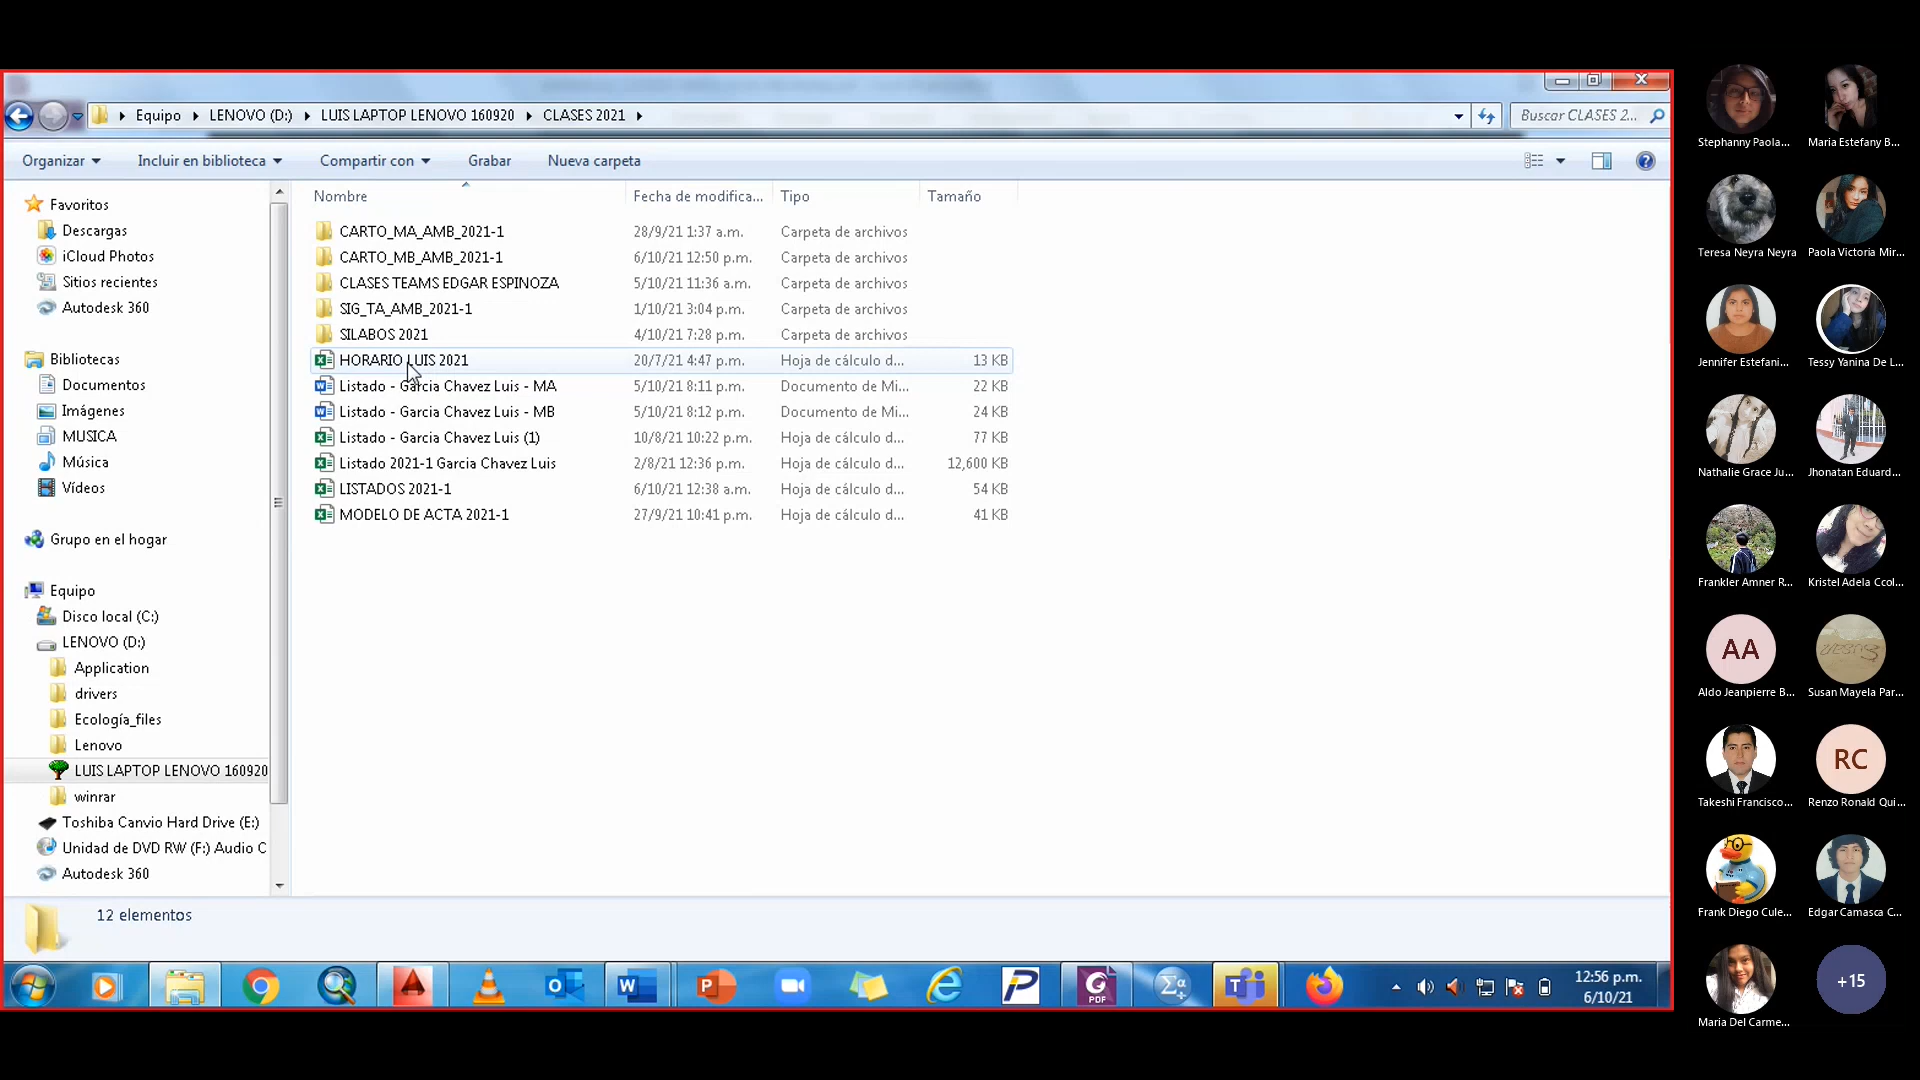 Equipo LENOVO (D:) LUIS LAPTOP LENOVO 160920 CLASES 2021
Buscar CLASES 2...
Organizar Incluir en biblioteca Compartir con Grabar Nueva carpeta
Favoritos
Descargas
iCloud Photos
Sitios recientes
Autodesk 360
Bibliotecas
Documentos
Imágenes
MUSICA
Música
Vídeos
Grupo en el hogar
Equipo
Disco local (C:)
LENOVO (D:)
Application
drivers
Ecología_files
Lenovo
LUIS LAPTOP LENOVO 160920
winrar
Toshiba Canvio Hard Drive (E:)
Unidad de DVD RW (F:) Audio C
Autodesk 360
Nombre Fecha de modifica... Tipo Tamaño
CARTO_MA_AMB_2021-1 28/9/21 1:37 a.m. Carpeta de archivos
CARTO_MB_AMB_2021-1 6/10/21 12:50 p.m. Carpeta de archivos
CLASES TEAMS EDGAR ESPINOZA 5/10/21 11:36 a.m. Carpeta de archivos
SIG_TA_AMB_2021-1 1/10/21 3:04 p.m. Carpeta de archivos
SILABOS 2021 4/10/21 7:28 p.m. Carpeta de archivos
HORARIO LUIS 2021 20/7/21 4:47 p.m. Hoja de cálculo d... 13 KB
Listado - Garcia Chavez Luis - MA 5/10/21 8:11 p.m. Documento de Mi... 22 KB
Listado - Garcia Chavez Luis - MB 5/10/21 8:12 p.m. Documento de Mi... 24 KB
Listado - Garcia Chavez Luis (1) 10/8/21 10:22 p.m. Hoja de cálculo d... 77 KB
Listado 2021-1 Garcia Chavez Luis 2/8/21 12:36 p.m. Hoja de cálculo d... 12,600 KB
LISTADOS 2021-1 6/10/21 12:38 a.m. Hoja de cálculo d... 54 KB
MODELO DE ACTA 2021-1 27/9/21 10:41 p.m. Hoja de cálculo d... 41 KB
12 elementos
PDF
12:56 p.m.
6/10/21
Stephanny Paola... Maria Estefany B...
Teresa Neyra Neyra Paola Victoria Mir...
Jennifer Estefani... Tessy Yanina De L...
Nathalie Grace Ju... Jhonatan Eduard...
Frankler Amner R... Kristel Adela Ccol...
AA
Aldo Jeanpierre B... Susan Mayela Par...
RC
Takeshi Francisco... Renzo Ronald Qui...
Frank Diego Cule... Edgar Camasca C...
+15
Maria Del Carme...